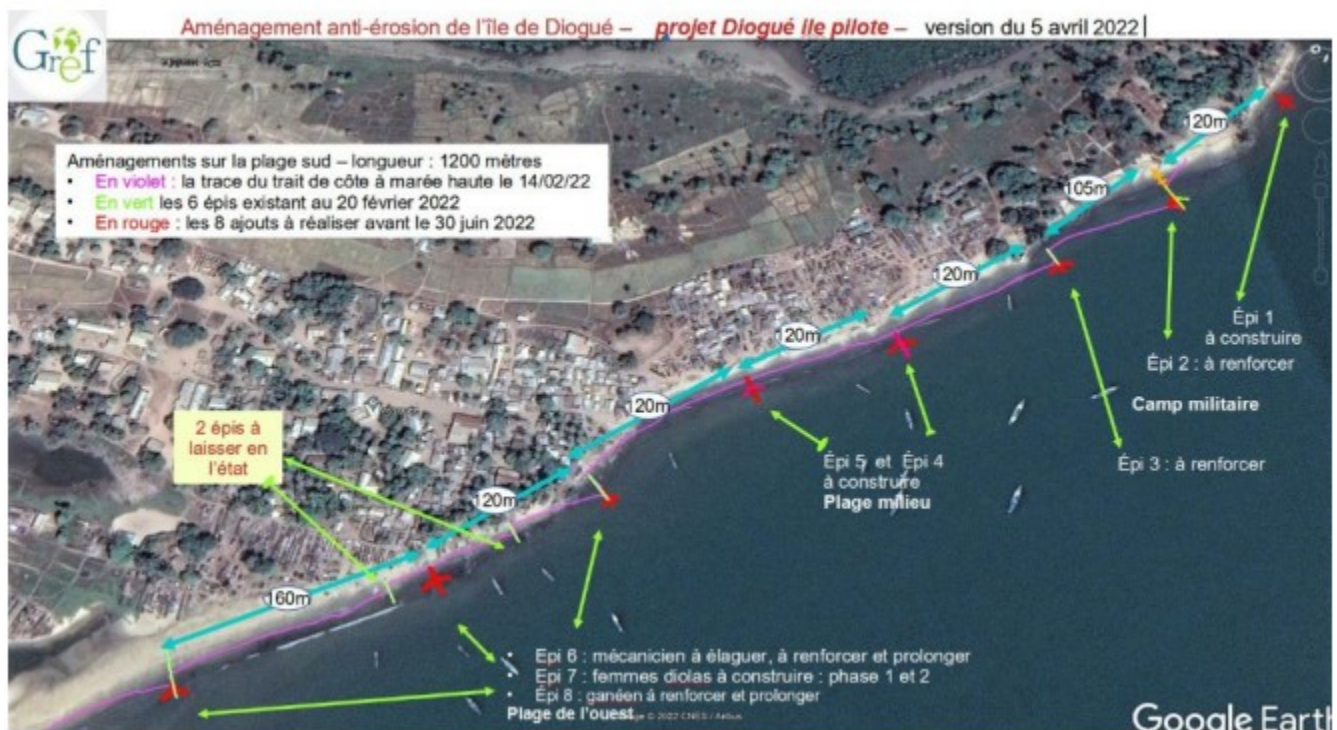 Aménagement anti-érosion de l'île de Diogué – projet Diogué île pilote – version du 5 avril 2022
Gref
120m
Aménagements sur la plage sud – longueur : 1200 mètres
• En violet : la trace du trait de côte à marée haute le 14/02/22
• En vert les 6 épis existant au 20 février 2022
• En rouge : les 8 ajouts à réaliser avant le 30 juin 2022
105m
120m
Épi 1
à construire
20m
Épi 2 : à renforcer
120m
Camp militaire
2 épis à
laisser en
l'état
Épi 5 et Épi 4
à construire
Plage milieu
Épi 3 : à renforcer
120m
160m
• Epi 6 : mécanicien à élaguer, à renforcer et prolonger
• Epi 7 : femmes diolas à construire : phase 1 et 2
• Épi 8 : ganéen à renforcer et prolonger
Plage de l'ouest
© 2022 CNES / Airbus
Google Earth